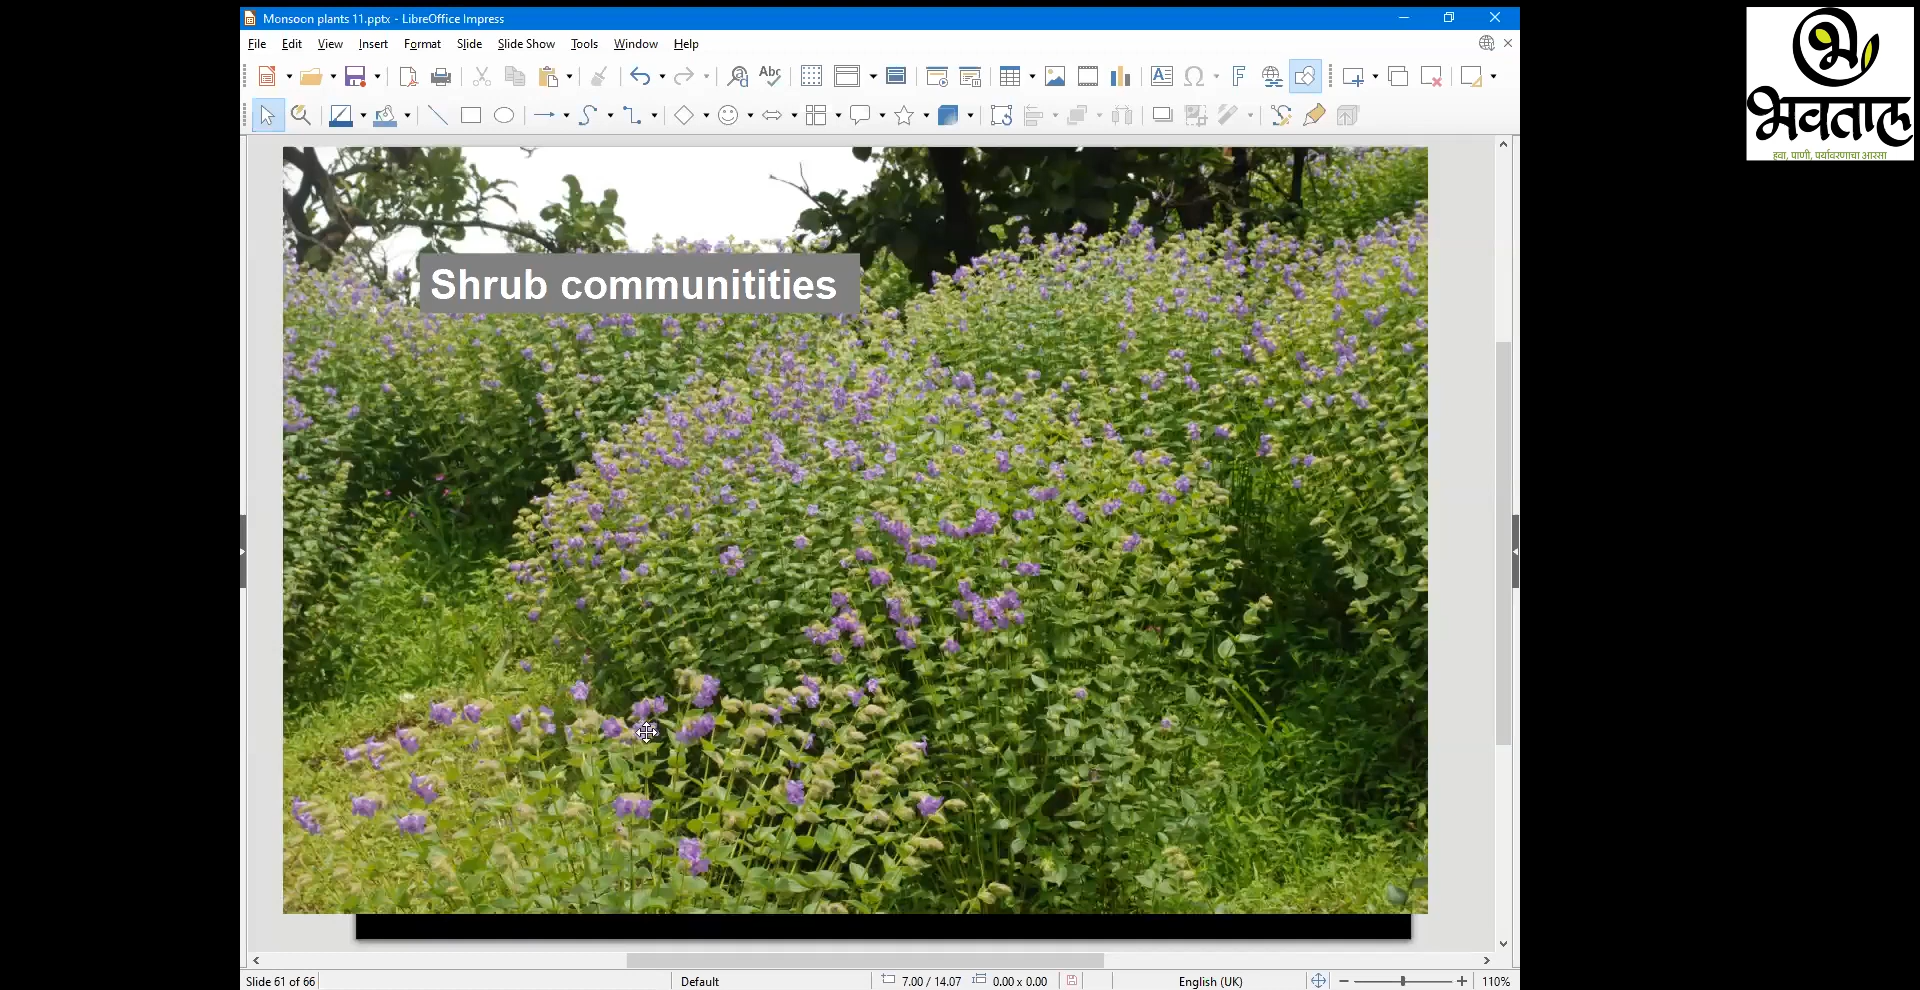 Monsoon plants 11.pptx - LibreOffice Impress
File Edit View Insert Format Slide Slide Show Tools Window Help
Abc
Shrub communitities
Slide 61 of 66
Default
7.00 / 14.07
0.00 x 0.00
English (UK)
110%
भवताल
हवा, पाणी, पर्यावरणाचा आरसा